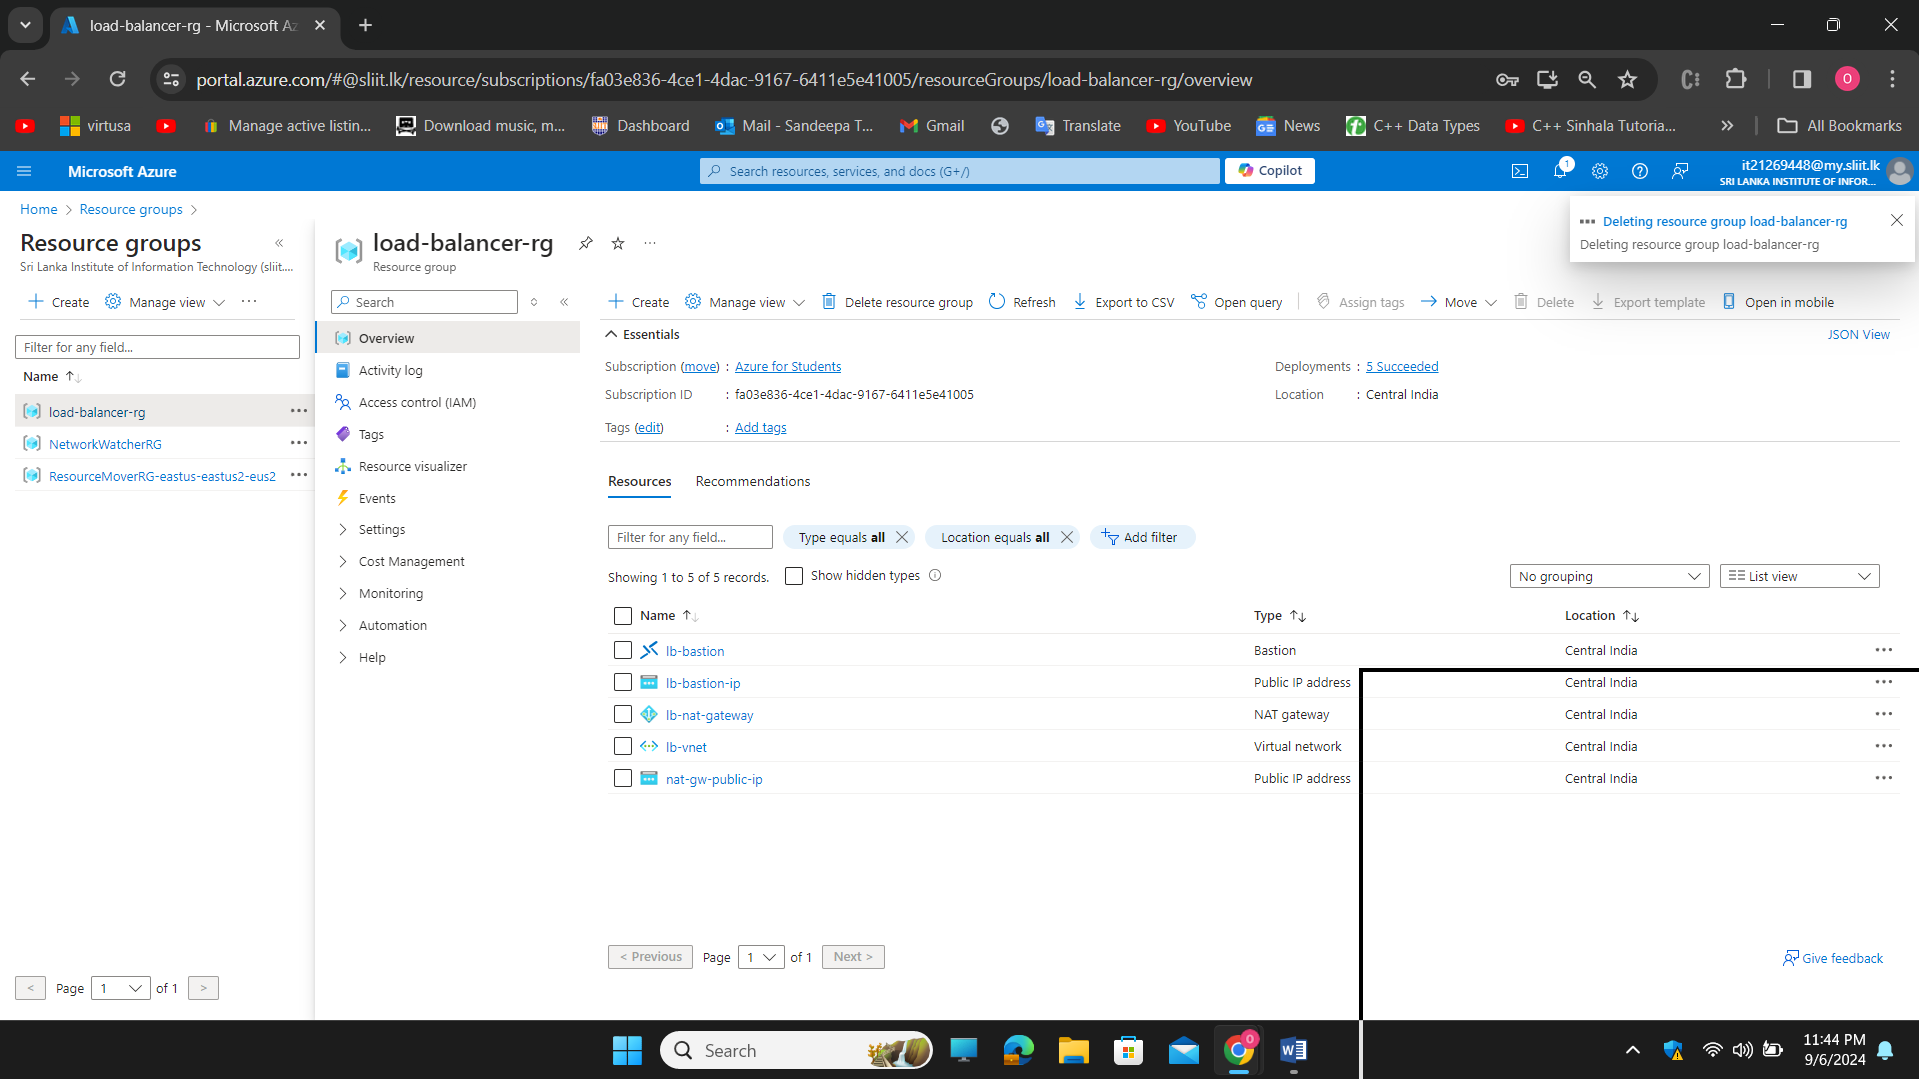 load-balancer-rg - Microsoft Az
portal.azure.com/#@sliit.lk/resource/subscriptions/fa03e836-4ce1-4dac-9167-6411e5e41005/resourceGroups/load-balancer-rg/overview
O
virtusa
Manage active listin...
Download music, m...
Dashboard
Mail - Sandeepa T...
Gmail
Translate
YouTube
News
C++ Data Types
C++ Sinhala Tutoria...
All Bookmarks
Microsoft Azure
Search resources, services, and docs (G+/)
Copilot
1
it21269448@my.sliit.lk
SRI LANKA INSTITUTE OF INFOR...
Home > Resource groups >
Deleting resource group load-balancer-rg
Deleting resource group load-balancer-rg
Resource groups
Sri Lanka Institute of Information Technology (sliit....
Create
Manage view
Filter for any field...
Name
load-balancer-rg
NetworkWatcherRG
ResourceMoverRG-eastus-eastus2-eus2
< Page 1 of 1 >
load-balancer-rg
Resource group
Search
Overview
Activity log
Access control (IAM)
Tags
Resource visualizer
Events
Settings
Cost Management
Monitoring
Automation
Help
Create
Manage view
Delete resource group
Refresh
Export to CSV
Open query
Assign tags
Move
Delete
Export template
Open in mobile
Essentials
JSON View
Subscription (move) : Azure for Students
Subscription ID : fa03e836-4ce1-4dac-9167-6411e5e41005
Tags (edit) : Add tags
Deployments : 5 Succeeded
Location : Central India
Resources
Recommendations
Filter for any field...
Type equals all
Location equals all
Add filter
Showing 1 to 5 of 5 records.
Show hidden types
No grouping
List view
Name Type Location
lb-bastion Bastion Central India
lb-bastion-ip Public IP address Central India
lb-nat-gateway NAT gateway Central India
lb-vnet Virtual network Central India
nat-gw-public-ip Public IP address Central India
< Previous Page 1 of 1 Next >
Give feedback
Search
0
11:44 PM
9/6/2024